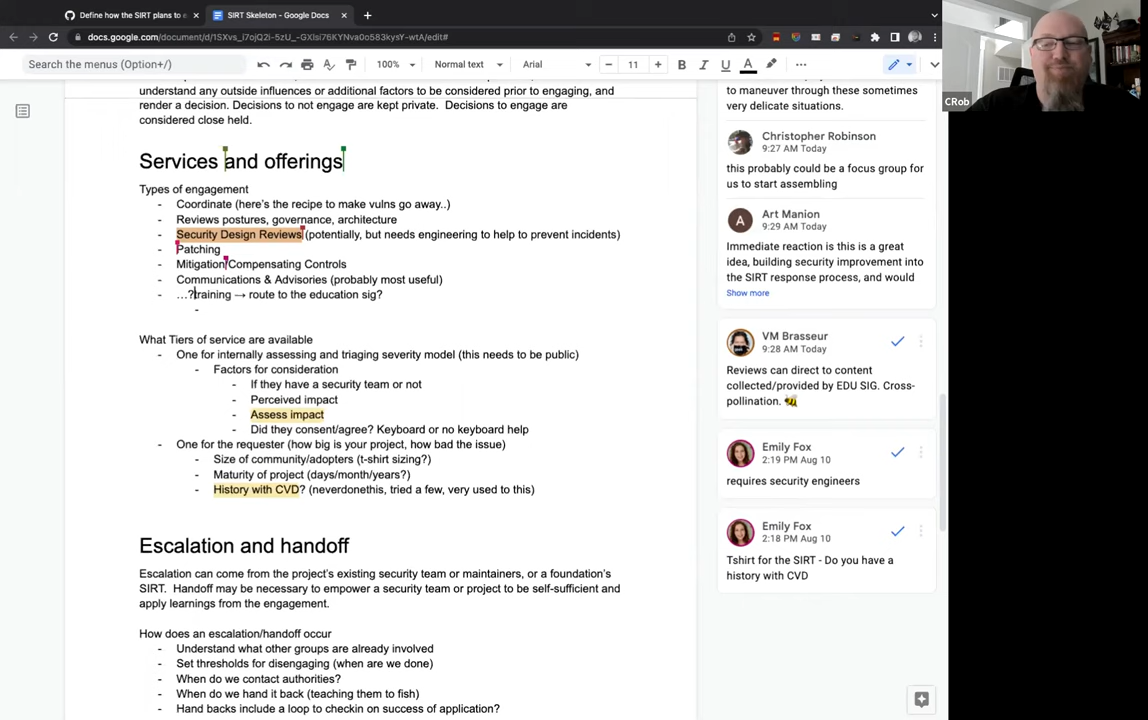 Define how the SIRT plans to e
SIRT Skeleton - Google Docs
docs.google.com/document/d/1SXvs_i7ojQ2i-5zU_-GXlsi76KYNva0o583kysY-wtA/edit#
Search the menus (Option+/)
100%
Normal text
Arial
11
B I U A
understand any outside influences or additional factors to be considered prior to engaging, and
render a decision. Decisions to not engage are kept private.  Decisions to engage are
considered close held.
Services and offerings
Types of engagement
- Coordinate (here's the recipe to make vulns go away..)
- Reviews postures, governance, architecture
- Security Design Reviews (potentially, but needs engineering to help to prevent incidents)
- Patching
- Mitigation/Compensating Controls
- Communications & Advisories (probably most useful)
- …?training → route to the education sig?
-
What Tiers of service are available
- One for internally assessing and triaging severity model (this needs to be public)
- Factors for consideration
- If they have a security team or not
- Perceived impact
- Assess impact
- Did they consent/agree? Keyboard or no keyboard help
- One for the requester (how big is your project, how bad the issue)
- Size of community/adopters (t-shirt sizing?)
- Maturity of project (days/month/years?)
- History with CVD? (neverdonethis, tried a few, very used to this)
Escalation and handoff
Escalation can come from the project's existing security team or maintainers, or a foundation's
SIRT.  Handoff may be necessary to empower a security team or project to be self-sufficient and
apply learnings from the engagement.
How does an escalation/handoff occur
- Understand what other groups are already involved
- Set thresholds for disengaging (when are we done)
- When do we contact authorities?
- When do we hand it back (teaching them to fish)
- Hand backs include a loop to checkin on success of application?
to maneuver through these sometimes
very delicate situations.
Christopher Robinson
9:27 AM Today
this probably could be a focus group for
us to start assembling
A
Art Manion
9:29 AM Today
Immediate reaction is this is a great
idea, building security improvement into
the SIRT response process, and would
Show more
VM Brasseur
9:28 AM Today
Reviews can direct to content
collected/provided by EDU SIG. Cross-
pollination. 🐝
Emily Fox
2:19 PM Aug 10
requires security engineers
Emily Fox
2:18 PM Aug 10
Tshirt for the SIRT - Do you have a
history with CVD
CRob